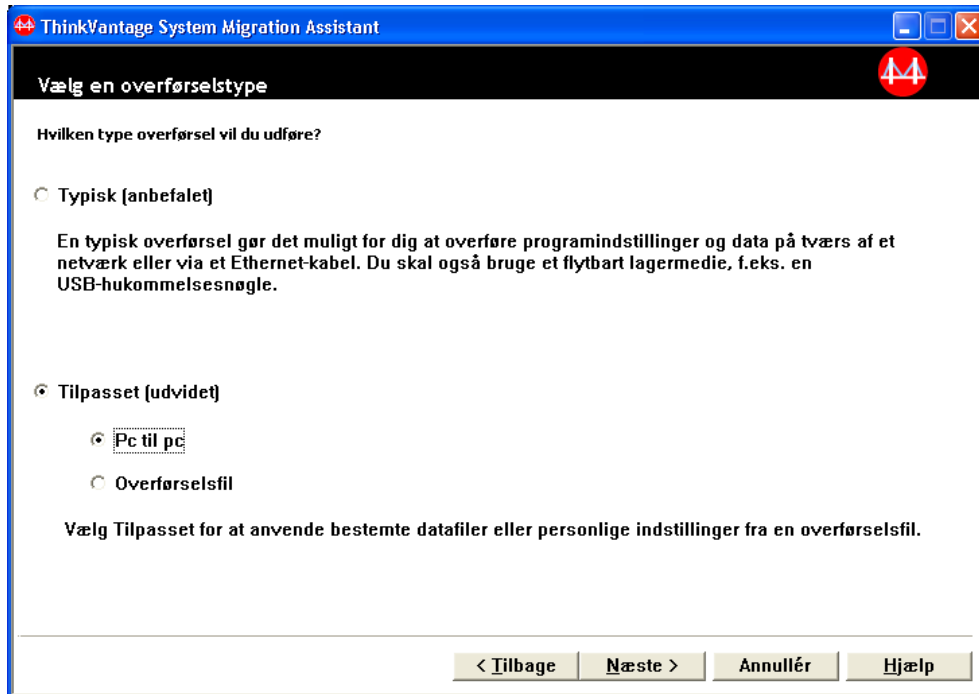 ThinkVantage System Migration Assistant
Vælg en overførselstype
Hvilken type overførsel vil du udføre?
Typisk (anbefalet)
En typisk overførsel gør det muligt for dig at overføre programindstillinger og data på tværs af et
netværk eller via et Ethernet-kabel. Du skal også bruge et flytbart lagermedie, f.eks. en
USB-hukommelsesnøgle.
Tilpasset (udvidet)
Pc til pc
Overførselsfil
Vælg Tilpasset for at anvende bestemte datafiler eller personlige indstillinger fra en overførselsfil.
< Tilbage Næste > Annullér Hjælp